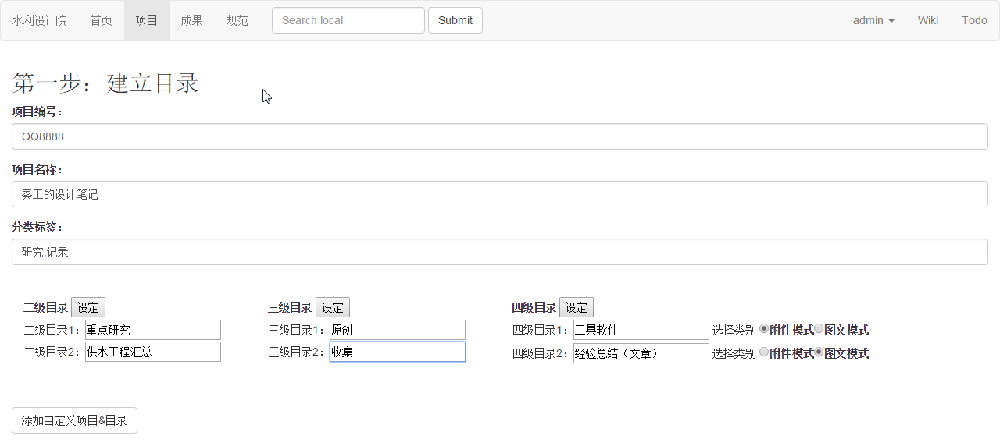 水利设计院 首页 项目 成果 规范 Search local Submit admin Wiki Todo
第一步：建立目录
项目编号：
QQ8888
项目名称：
秦工的设计笔记
分类标签：
研究,记录
二级目录 设定 三级目录 设定 四级目录 设定
二级目录1：重点研究 三级目录1：原创 四级目录1：工具软件 选择类别 附件模式 图文模式
二级目录2：供水工程汇总 三级目录2：收集 四级目录2：经验总结（文章） 选择类别 附件模式 图文模式
添加自定义项目&目录